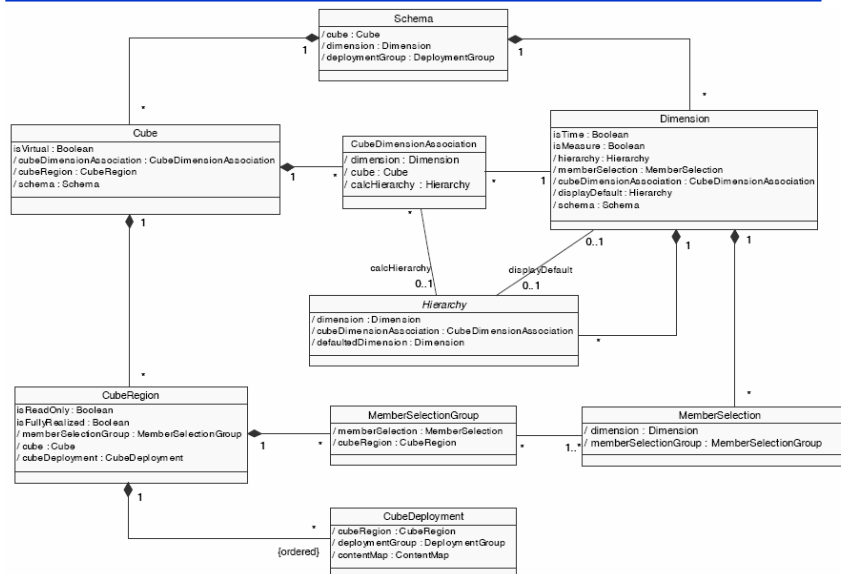 Schema
/ cube : Cube
/ dimension : Dimension
/ deploymentGroup : DeploymentGroup
1
1
*
*
Cube
isVirtual : Boolean
/ cubeDimensionAssociation : CubeDimensionAssociation
/ cubeRegion : CubeRegion
/ schema : Schema
1
*
CubeDimensionAssociation
/ dimension : Dimension
/ cube : Cube
/ calcHierarchy : Hierarchy
*
1
Dimension
isTime : Boolean
isMeasure : Boolean
/ hierarchy : Hierarchy
/ memberSelection : MemberSelection
/ cubeDimensionAssociation : CubeDimensionAssociation
/ displayDefault : Hierarchy
/ schema : Schema
1
*
0..1
1
1
calcHierarchy
displayDefault
0..1
0..1
Hierarchy
/ dimension : Dimension
/ cubeDimensionAssociation : CubeDimensionAssociation
/ defaultedDimension : Dimension
*
*
*
CubeRegion
isReadOnly : Boolean
isFullyRealized : Boolean
/ memberSelectionGroup : MemberSelectionGroup
/ cube : Cube
/ cubeDeployment : CubeDeployment
1
*
MemberSelectionGroup
/ memberSelection : MemberSelection
/ cubeRegion : CubeRegion
*
1..*
MemberSelection
/ dimension : Dimension
/ memberSelectionGroup : MemberSelectionGroup
1
*
{ordered}
CubeDeployment
/ cubeRegion : CubeRegion
/ deploymentGroup : DeploymentGroup
/ contentMap : ContentMap